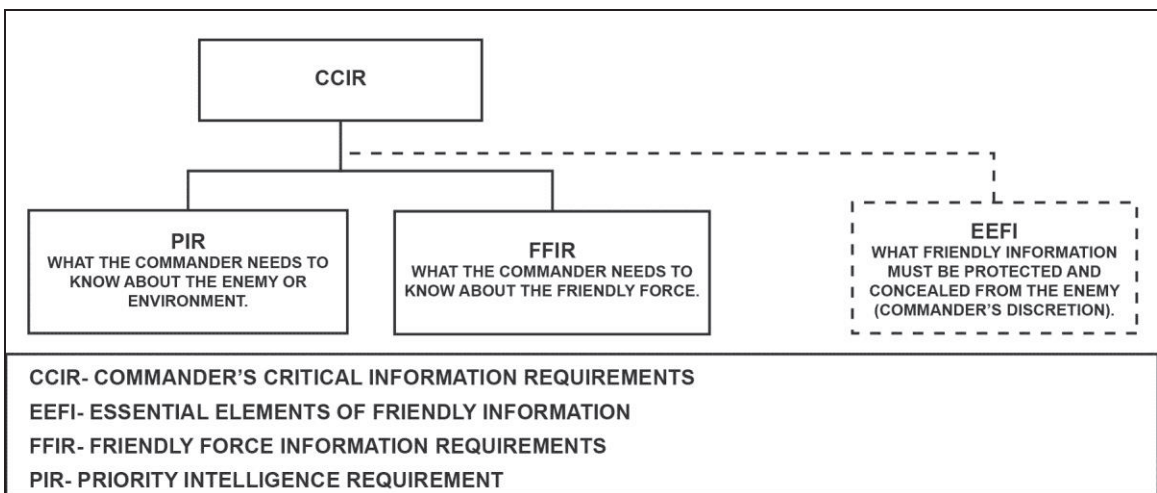 CCIR
PIR
WHAT THE COMMANDER NEEDS TO
KNOW ABOUT THE ENEMY OR
ENVIRONMENT.
FFIR
WHAT THE COMMANDER NEEDS TO
KNOW ABOUT THE FRIENDLY FORCE.
EEFI
WHAT FRIENDLY INFORMATION
MUST BE PROTECTED AND
CONCEALED FROM THE ENEMY
(COMMANDER’S DISCRETION).
CCIR- COMMANDER’S CRITICAL INFORMATION REQUIREMENTS
EEFI- ESSENTIAL ELEMENTS OF FRIENDLY INFORMATION
FFIR- FRIENDLY FORCE INFORMATION REQUIREMENTS
PIR- PRIORITY INTELLIGENCE REQUIREMENT